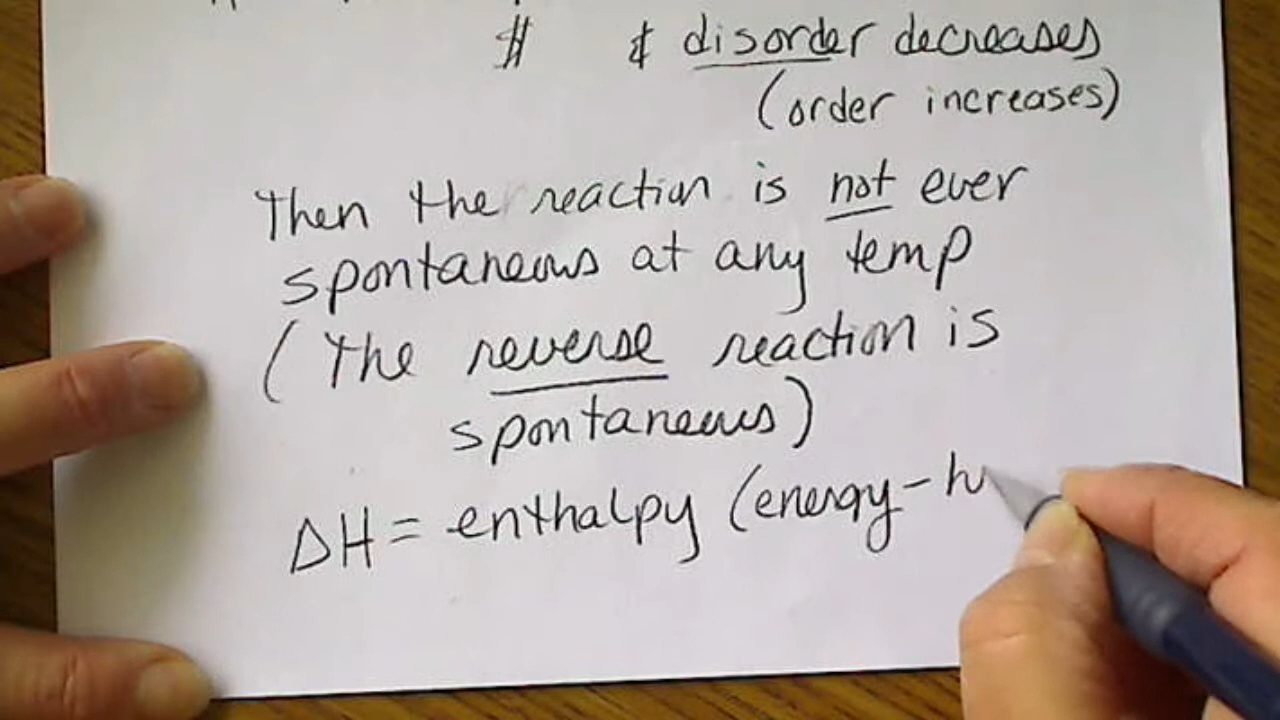 & disorder decreases
(order increases)
Then the reaction is not ever
spontaneous at any temp
(The reverse reaction is
spontaneous)
ΔH = enthalpy (energy-